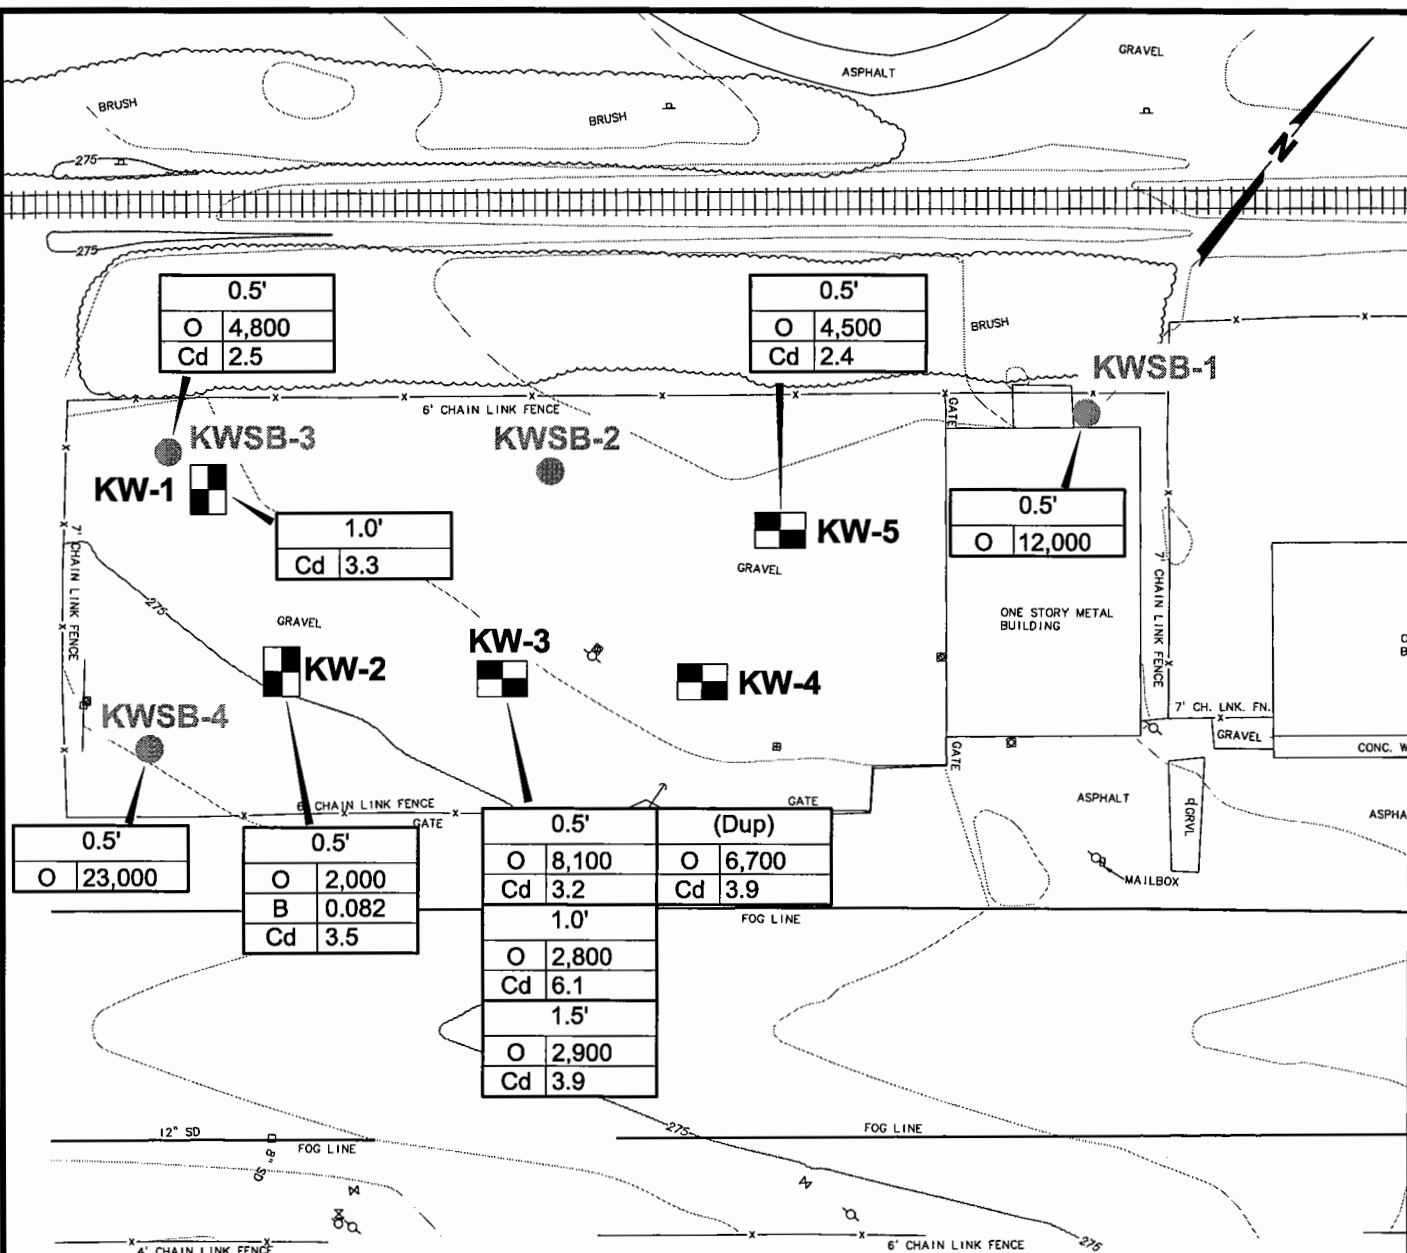 GRAVEL
ASPHALT
BRUSH
BRUSH
N
275
275
0.5'
O 4,800
Cd 2.5
0.5'
O 4,500
Cd 2.4
BRUSH
KWSB-1
6' CHAIN LINK FENCE
GATE
KWSB-3
KWSB-2
KW-1
1.0'
Cd 3.3
KW-5
0.5'
O 12,000
7' CHAIN LINK FENCE
7' CHAIN LINK FENCE
GRAVEL
275
GRAVEL
ONE STORY METAL
BUILDING
KW-3
KW-2
KW-4
KWSB-4
7' CH. LNK. FN.
GRAVEL
CONC. W
GATE
6' CHAIN LINK FENCE
GATE
GATE
ASPHALT
GRVL
ASPHA
MAILBOX
0.5'
O 23,000
0.5'
O 2,000
B 0.082
Cd 3.5
0.5' (Dup)
O 8,100 O 6,700
Cd 3.2 Cd 3.9
1.0'
O 2,800
Cd 6.1
1.5'
O 2,900
Cd 3.9
FOG LINE
12" SD
FOG LINE
8" SD
275
FOG LINE
4' CHAIN LINK FENCE
6' CHAIN LINK FENCE
275